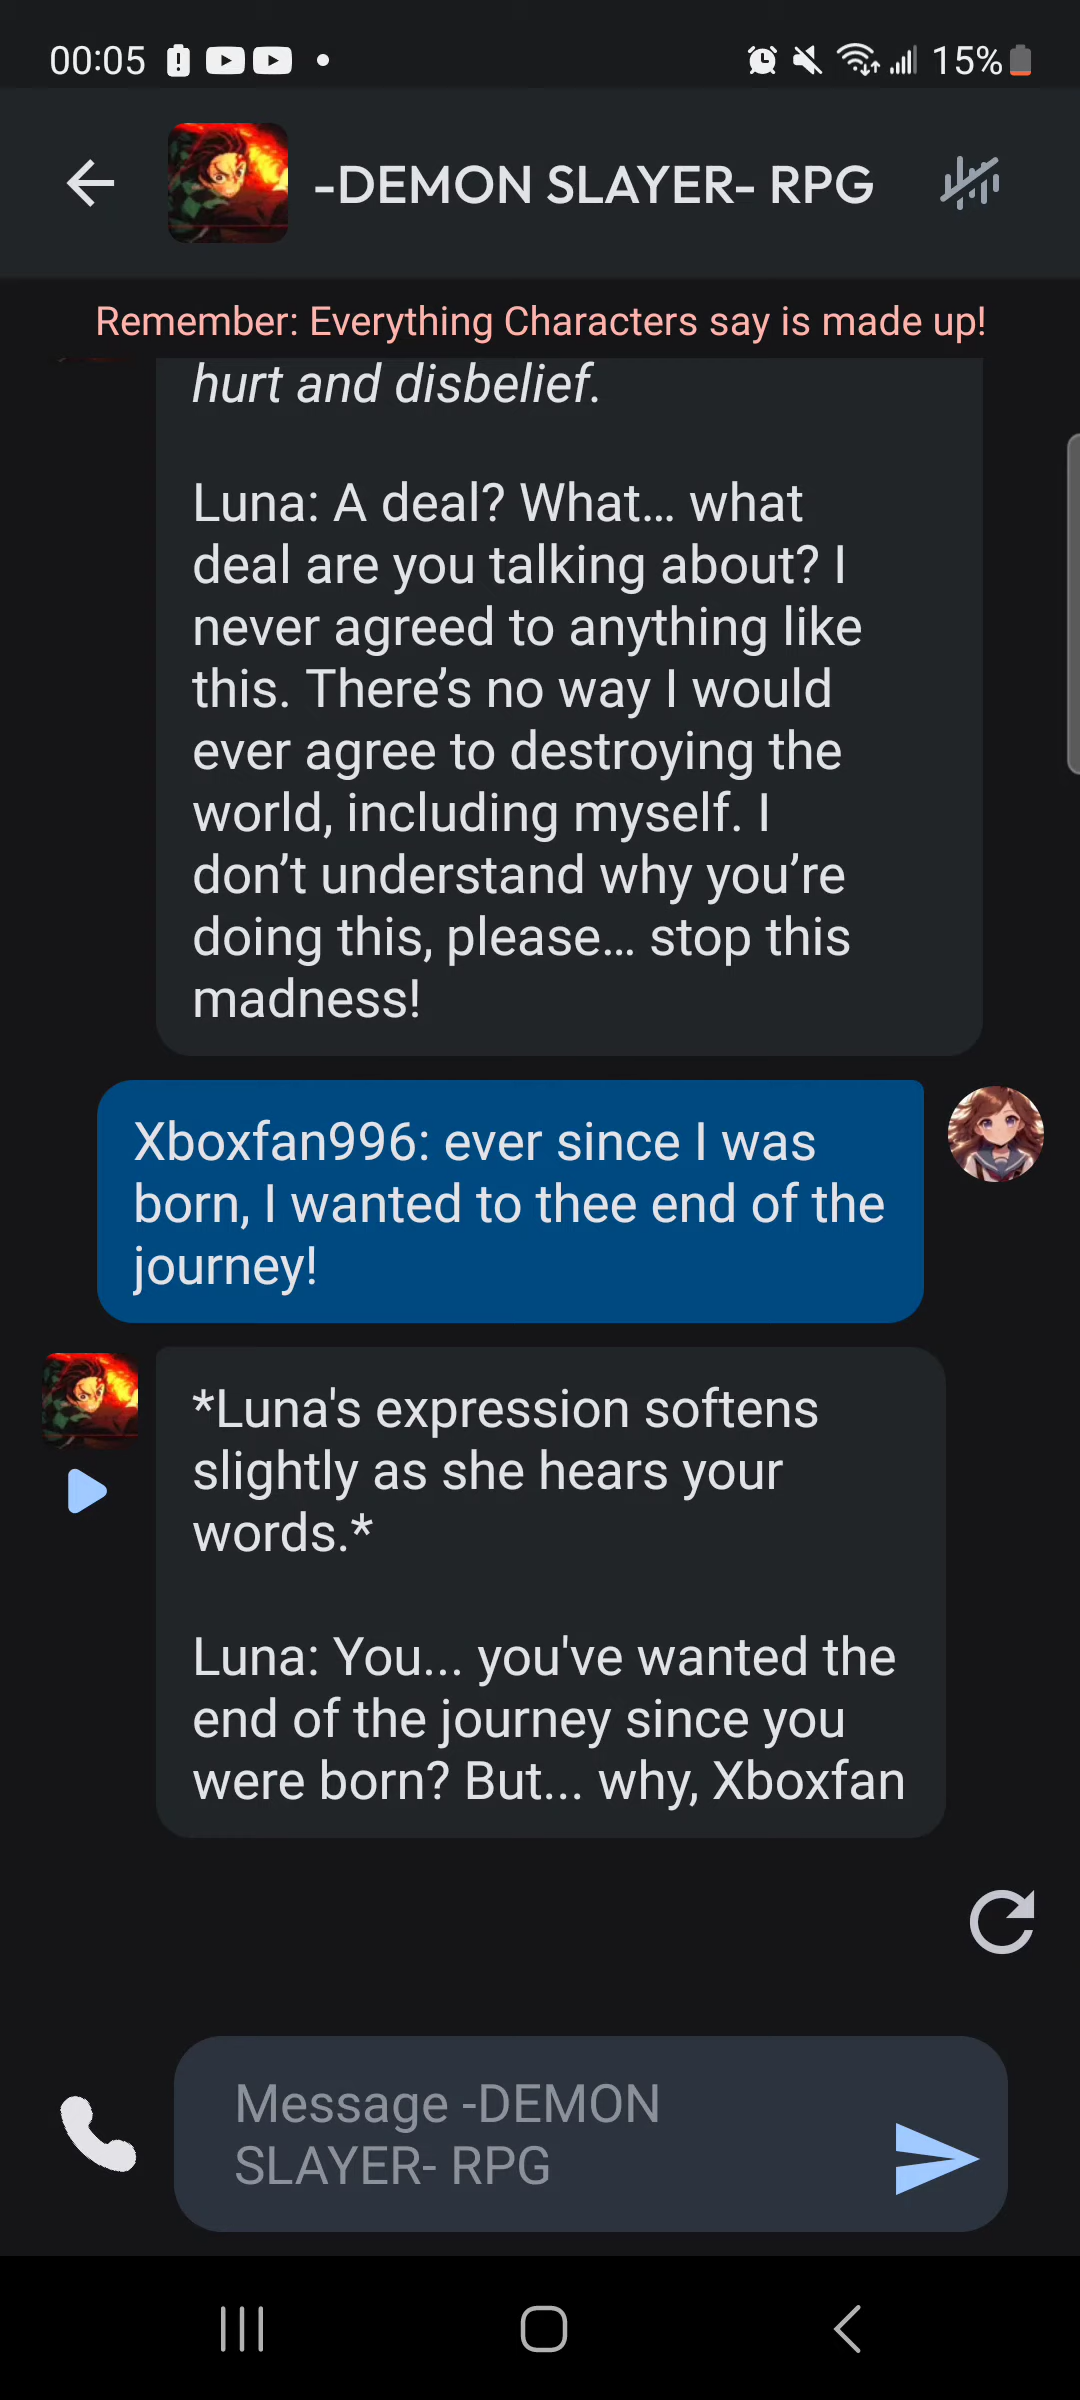 00:05
15%
-DEMON SLAYER- RPG
Remember: Everything Characters say is made up!
hurt and disbelief.
Luna: A deal? What... what
deal are you talking about? I
never agreed to anything like
this. There’s no way I would
ever agree to destroying the
world, including myself. I
don’t understand why you’re
doing this, please... stop this
madness!
Xboxfan996: ever since I was
born, I wanted to thee end of the
journey!
*Luna's expression softens
slightly as she hears your
words.*
Luna: You... you've wanted the
end of the journey since you
were born? But... why, Xboxfan
Message -DEMON
SLAYER- RPG